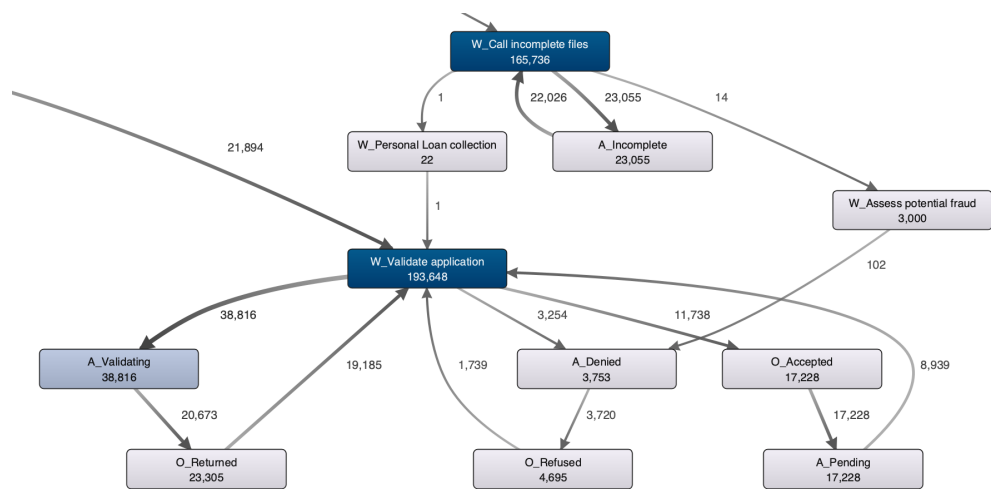 W_Call incomplete files
165,736
1
22,026
23,055
14
W_Personal Loan collection
22
A_Incomplete
23,055
21,894
W_Assess potential fraud
3,000
1
W_Validate application
193,648
102
38,816
3,254
11,738
A_Validating
38,816
19,185
1,739
A_Denied
3,753
O_Accepted
17,228
8,939
20,673
3,720
17,228
O_Returned
23,305
O_Refused
4,695
A_Pending
17,228